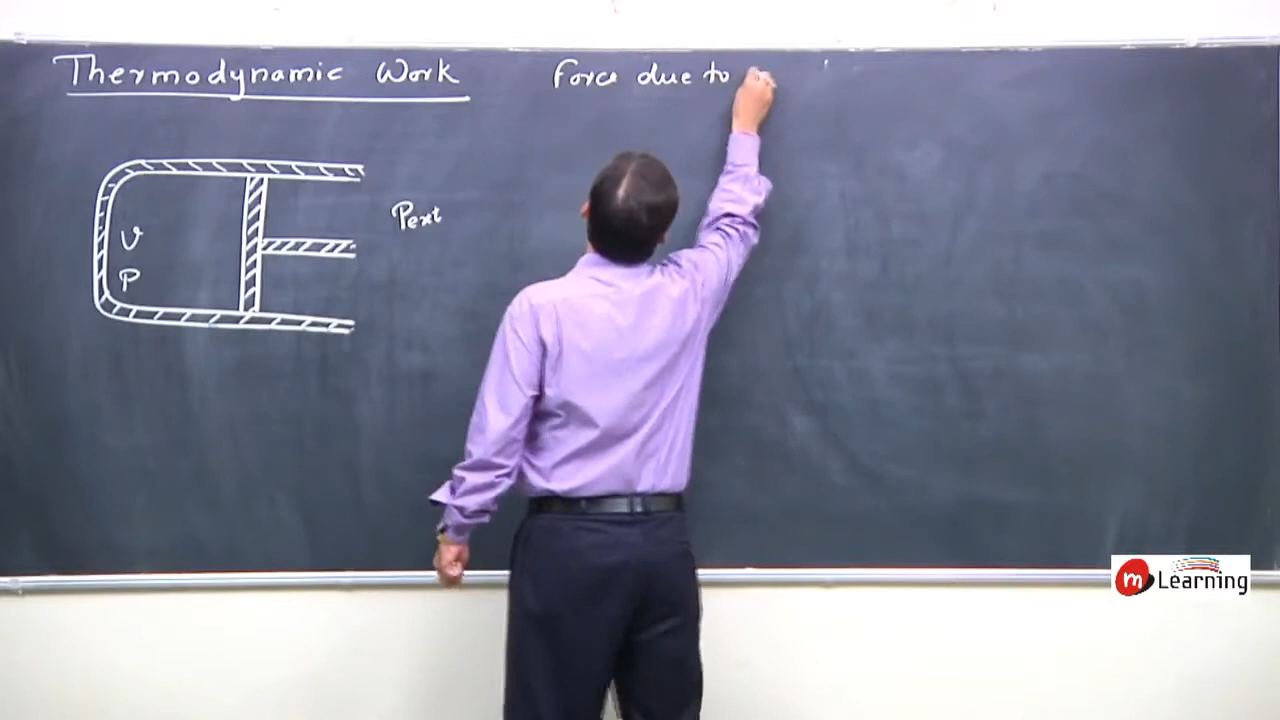 Thermodynamic Work
Force due to
Pext
V
P
m Learning